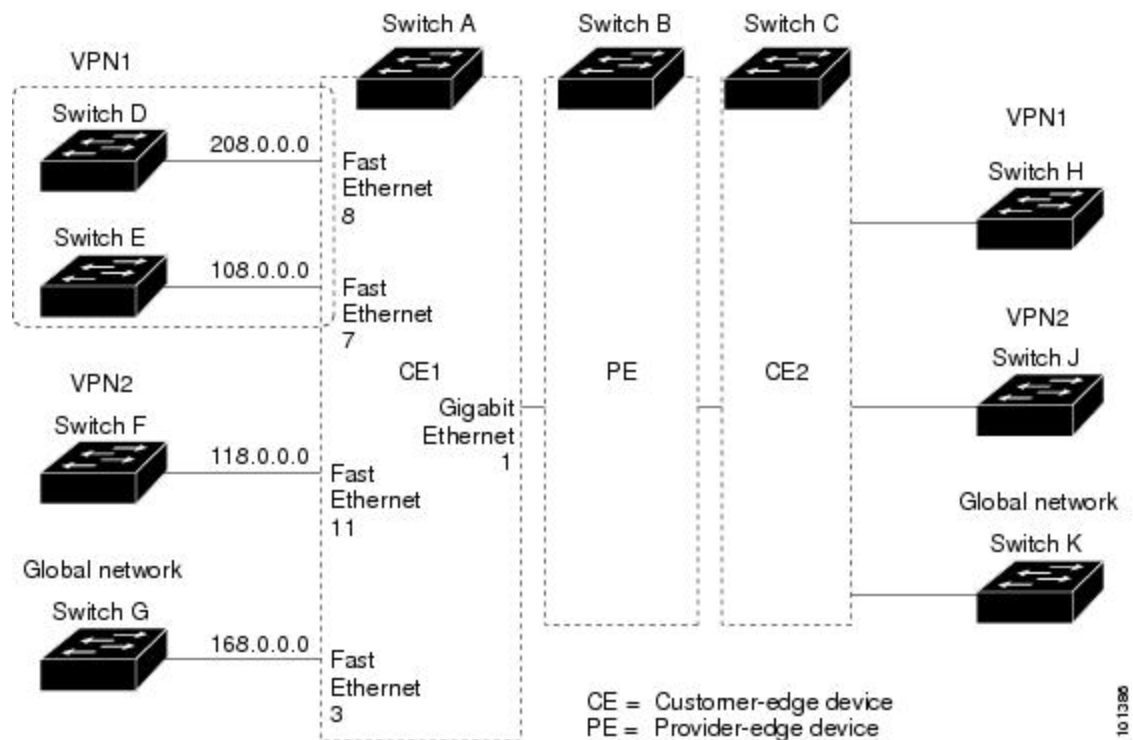 Switch A
Switch B
Switch C
VPN1
Switch D
208.0.0.0
Fast
Ethernet
8
Switch E
108.0.0.0
Fast
Ethernet
7
VPN2
Switch F
118.0.0.0
Fast
Ethernet
11
Global network
Switch G
168.0.0.0
Fast
Ethernet
3
CE1
Gigabit
Ethernet
1
PE
CE2
VPN1
Switch H
VPN2
Switch J
Global network
Switch K
CE = Customer-edge device
PE = Provider-edge device
101386